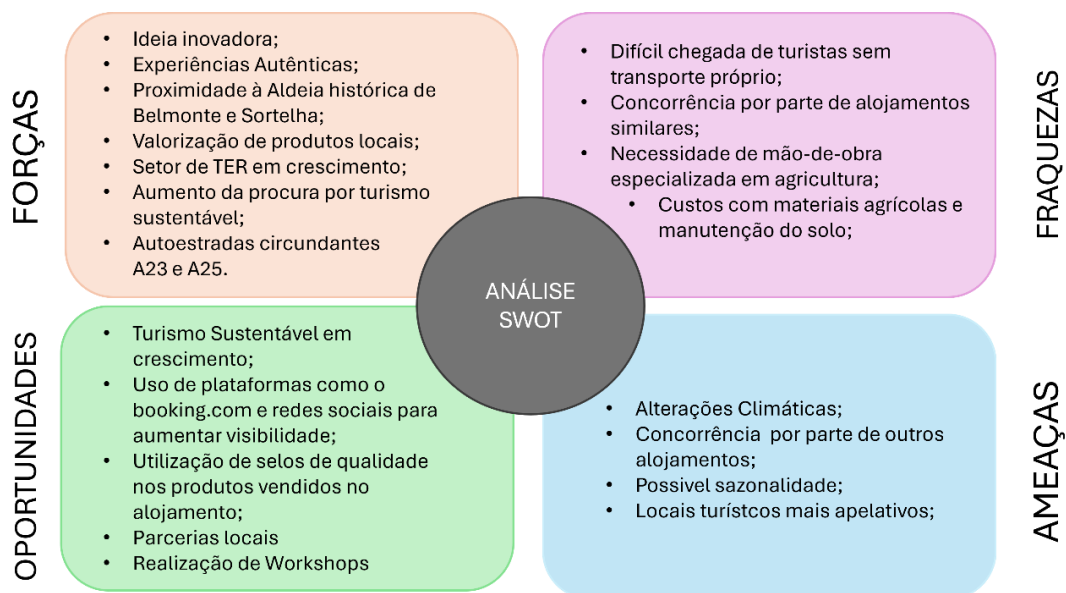 FORÇAS
• Ideia inovadora;
• Experiências Autênticas;
• Proximidade à Aldeia histórica de
Belmonte e Sortelha;
• Valorização de produtos locais;
• Setor de TER em crescimento;
• Aumento da procura por turismo
sustentável;
• Autoestradas circundantes
A23 e A25.
FRAQUEZAS
• Difícil chegada de turistas sem
transporte próprio;
• Concorrência por parte de alojamentos
similares;
• Necessidade de mão-de-obra
especializada em agricultura;
• Custos com materiais agrícolas e
manutenção do solo;
ANÁLISE
SWOT
OPORTUNIDADES
• Turismo Sustentável em
crescimento;
• Uso de plataformas como o
booking.com e redes sociais para
aumentar visibilidade;
• Utilização de selos de qualidade
nos produtos vendidos no
alojamento;
• Parcerias locais
• Realização de Workshops
AMEAÇAS
• Alterações Climáticas;
• Concorrência por parte de outros
alojamentos;
• Possivel sazonalidade;
• Locais turístcos mais apelativos;